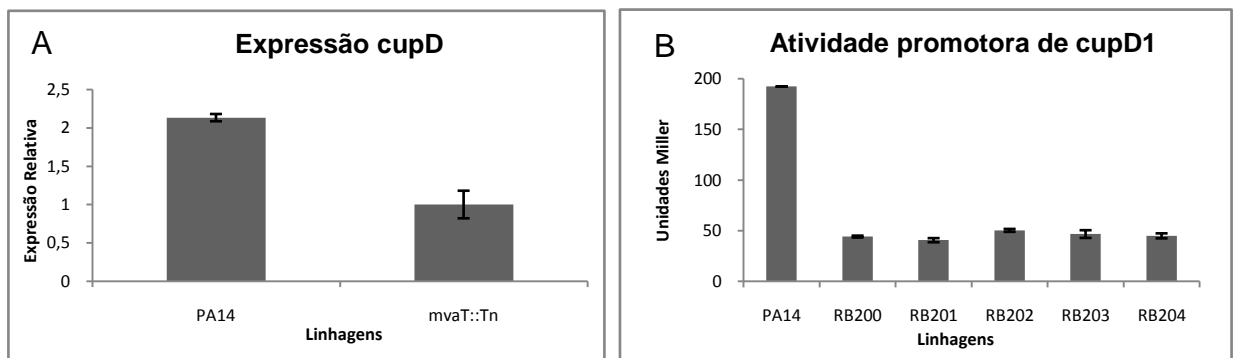 A
Expressão cupD
2,5
2
1,5
1
0,5
0
Expressão Relativa
PA14
mvaT::Tn
Linhagens
B
Atividade promotora de cupD1
200
150
100
50
0
Unidades Miller
PA14
RB200
RB201
RB202
RB203
RB204
Linhagens